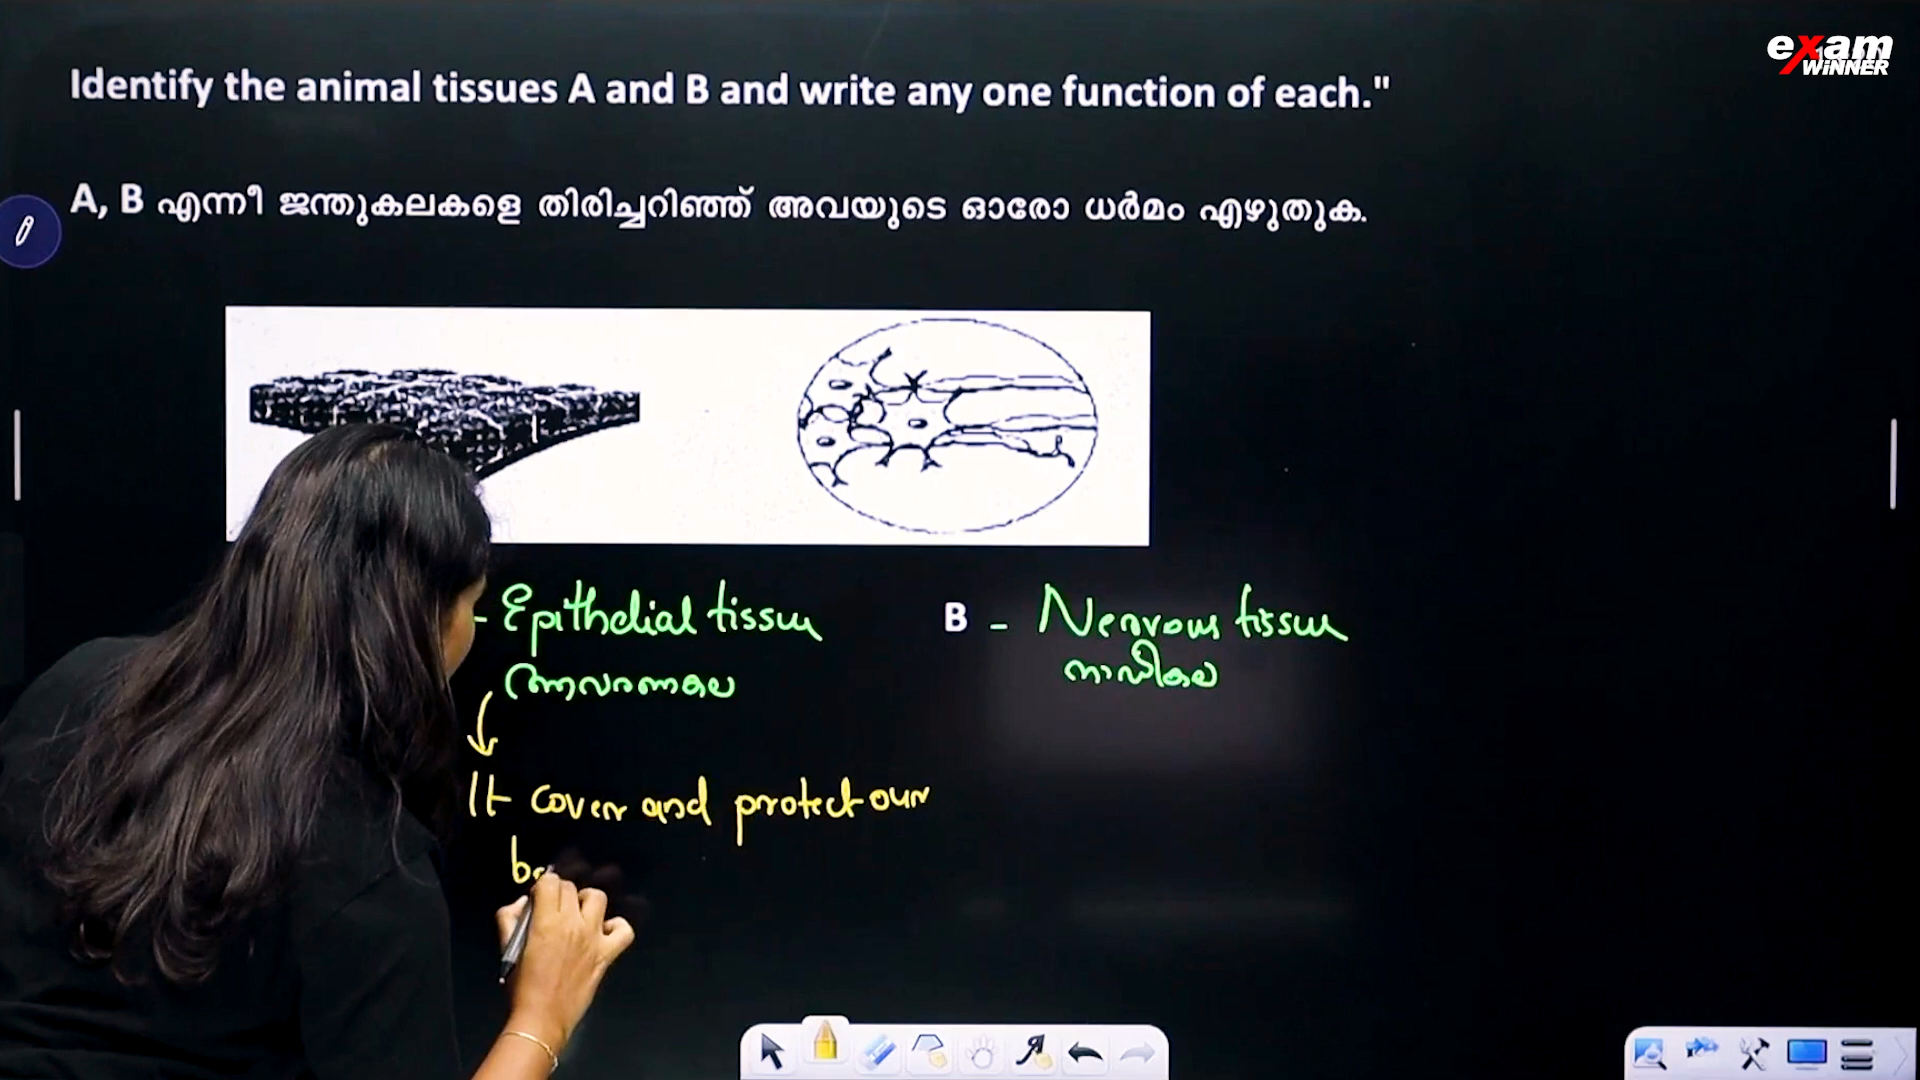 exam
WINNER
Identify the animal tissues A and B and write any one function of each."
A, B എന്നീ ജന്തുകലകളെ തിരിച്ചറിഞ്ഞ് അവയുടെ ഓരോ ധർമം എഴുതുക.
- Epithelial tissue
ആവരണകല
B - Nervous tissue
നാഡീകല
It cover and protect our